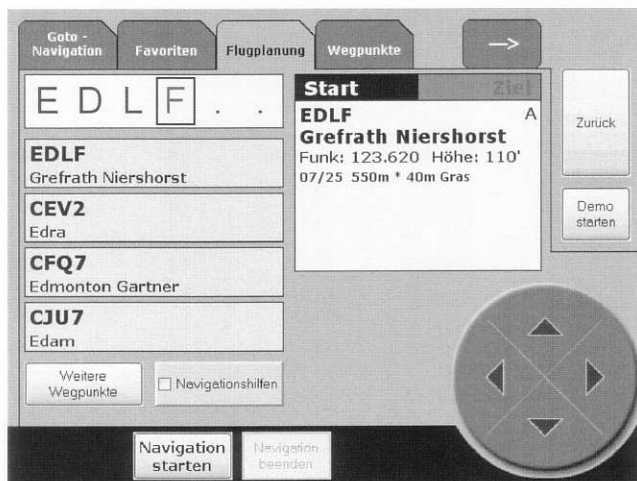 Goto -
Navigation
Favoriten
Flugplanung
Wegpunkte
-->
E D L F . .
EDLF
Grefrath Niershorst
CEV2
Edra
CFQ7
Edmonton Gartner
CJU7
Edam
Weitere
Wegpunkte
Navigationshilfen
Start
Ziel
EDLF A
Grefrath Niershorst
Funk: 123.620 Höhe: 110'
07/25 550m * 40m Gras
Zurück
Demo
starten
Navigation
starten
Navigation
beenden